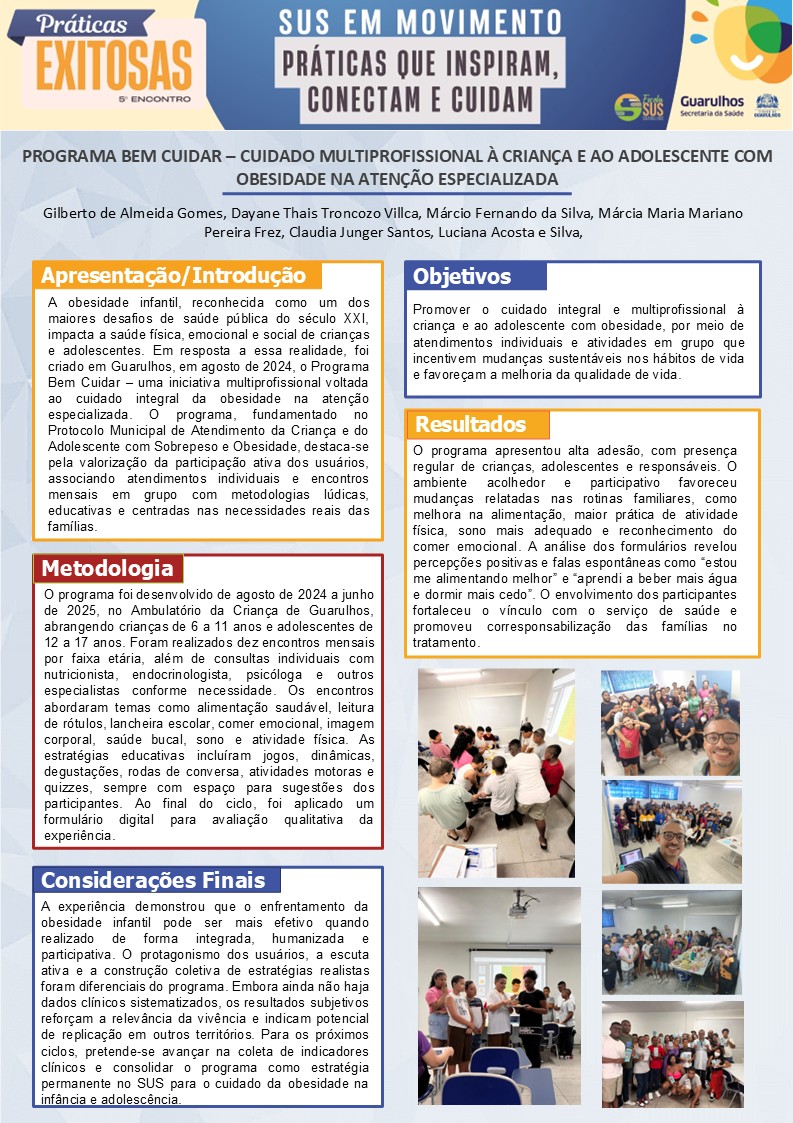 Práticas
EXITOSAS
5º ENCONTRO
SUS EM MOVIMENTO
PRÁTICAS QUE INSPIRAM,
CONECTAM E CUIDAM
Escola
SUS
Guarulhos
Secretaria da Saúde
GUARULHOS
PROGRAMA BEM CUIDAR – CUIDADO MULTIPROFISSIONAL À CRIANÇA E AO ADOLESCENTE COM
OBESIDADE NA ATENÇÃO ESPECIALIZADA
Gilberto de Almeida Gomes, Dayane Thais Troncozo Villca, Márcio Fernando da Silva, Márcia Maria Mariano
Pereira Frez, Claudia Junger Santos, Luciana Acosta e Silva,
Apresentação/Introdução
A obesidade infantil, reconhecida como um dos
maiores desafios de saúde pública do século XXI,
impacta a saúde física, emocional e social de crianças
e adolescentes. Em resposta a essa realidade, foi
criado em Guarulhos, em agosto de 2024, o Programa
Bem Cuidar – uma iniciativa multiprofissional voltada
ao cuidado integral da obesidade na atenção
especializada. O programa, fundamentado no
Protocolo Municipal de Atendimento da Criança e do
Adolescente com Sobrepeso e Obesidade, destaca-se
pela valorização da participação ativa dos usuários,
associando atendimentos individuais e encontros
mensais em grupo com metodologias lúdicas,
educativas e centradas nas necessidades reais das
famílias.
Metodologia
O programa foi desenvolvido de agosto de 2024 a junho
de 2025, no Ambulatório da Criança de Guarulhos,
abrangendo crianças de 6 a 11 anos e adolescentes de
12 a 17 anos. Foram realizados dez encontros mensais
por faixa etária, além de consultas individuais com
nutricionista, endocrinologista, psicóloga e outros
especialistas conforme necessidade. Os encontros
abordaram temas como alimentação saudável, leitura
de rótulos, lancheira escolar, comer emocional, imagem
corporal, saúde bucal, sono e atividade física. As
estratégias educativas incluíram jogos, dinâmicas,
degustações, rodas de conversa, atividades motoras e
quizzes, sempre com espaço para sugestões dos
participantes. Ao final do ciclo, foi aplicado um
formulário digital para avaliação qualitativa da
experiência.
Considerações Finais
A experiência demonstrou que o enfrentamento da
obesidade infantil pode ser mais efetivo quando
realizado de forma integrada, humanizada e
participativa. O protagonismo dos usuários, a escuta
ativa e a construção coletiva de estratégias realistas
foram diferenciais do programa. Embora ainda não haja
dados clínicos sistematizados, os resultados subjetivos
reforçam a relevância da vivência e indicam potencial
de replicação em outros territórios. Para os próximos
ciclos, pretende-se avançar na coleta de indicadores
clínicos e consolidar o programa como estratégia
permanente no SUS para o cuidado da obesidade na
infância e adolescência.
Objetivos
Promover o cuidado integral e multiprofissional à
criança e ao adolescente com obesidade, por meio de
atendimentos individuais e atividades em grupo que
incentivem mudanças sustentáveis nos hábitos de vida
e favoreçam a melhoria da qualidade de vida.
Resultados
O programa apresentou alta adesão, com presença
regular de crianças, adolescentes e responsáveis. O
ambiente acolhedor e participativo favoreceu
mudanças relatadas nas rotinas familiares, como
melhora na alimentação, maior prática de atividade
física, sono mais adequado e reconhecimento do
comer emocional. A análise dos formulários revelou
percepções positivas e falas espontâneas como “estou
me alimentando melhor” e “aprendi a beber mais água
e dormir mais cedo”. O envolvimento dos participantes
fortaleceu o vínculo com o serviço de saúde e
promoveu corresponsabilização das famílias no
tratamento.